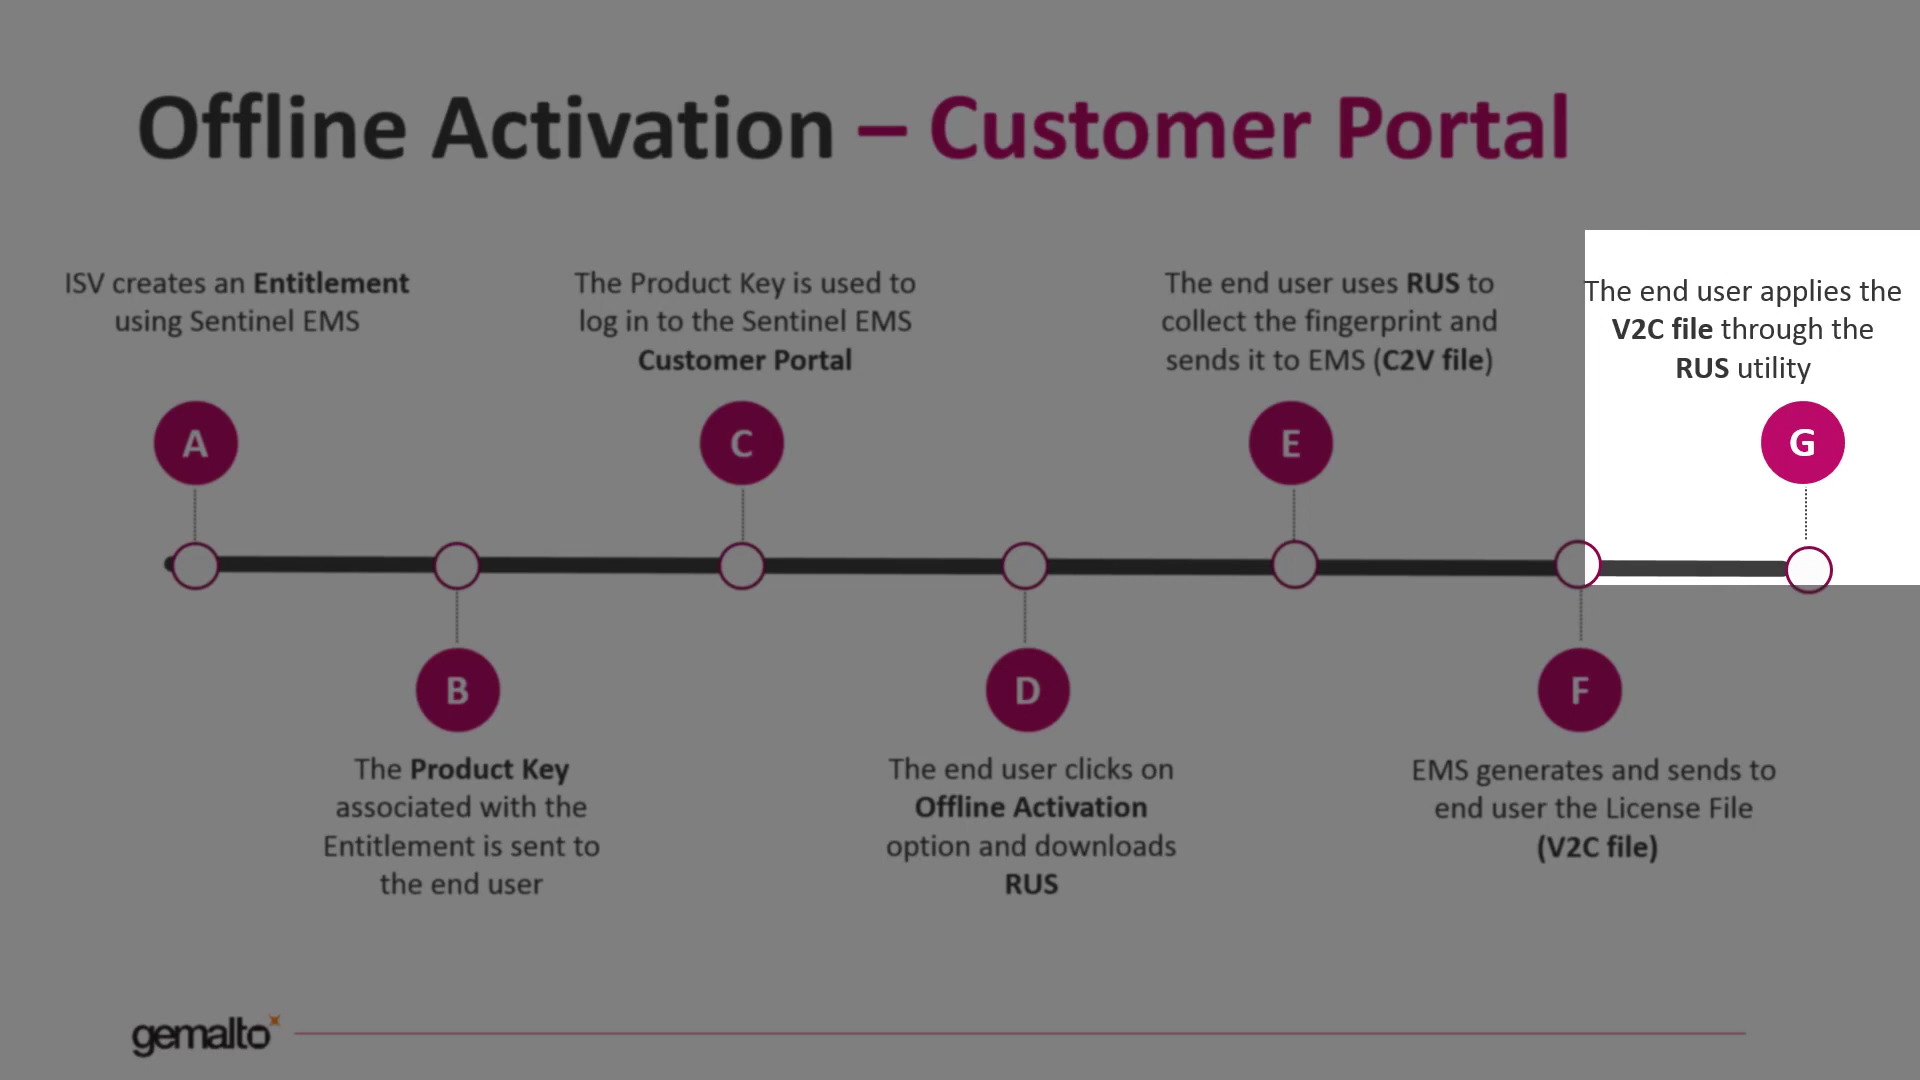 Offline Activation – Customer Portal
ISV creates an Entitlement
using Sentinel EMS
A
The Product Key
associated with the
Entitlement is sent to
the end user
B
The Product Key is used to
log in to the Sentinel EMS
Customer Portal
C
The end user clicks on
Offline Activation
option and downloads
RUS
D
The end user uses RUS to
collect the fingerprint and
sends it to EMS (C2V file)
E
EMS generates and sends to
end user the License File
(V2C file)
F
The end user applies the
V2C file through the
RUS utility
G
gemalto